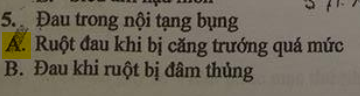 5. Đau trong nội tạng bụng
A. Ruột đau khi bị căng trướng quá mức
B. Đau khi ruột bị đâm thủng